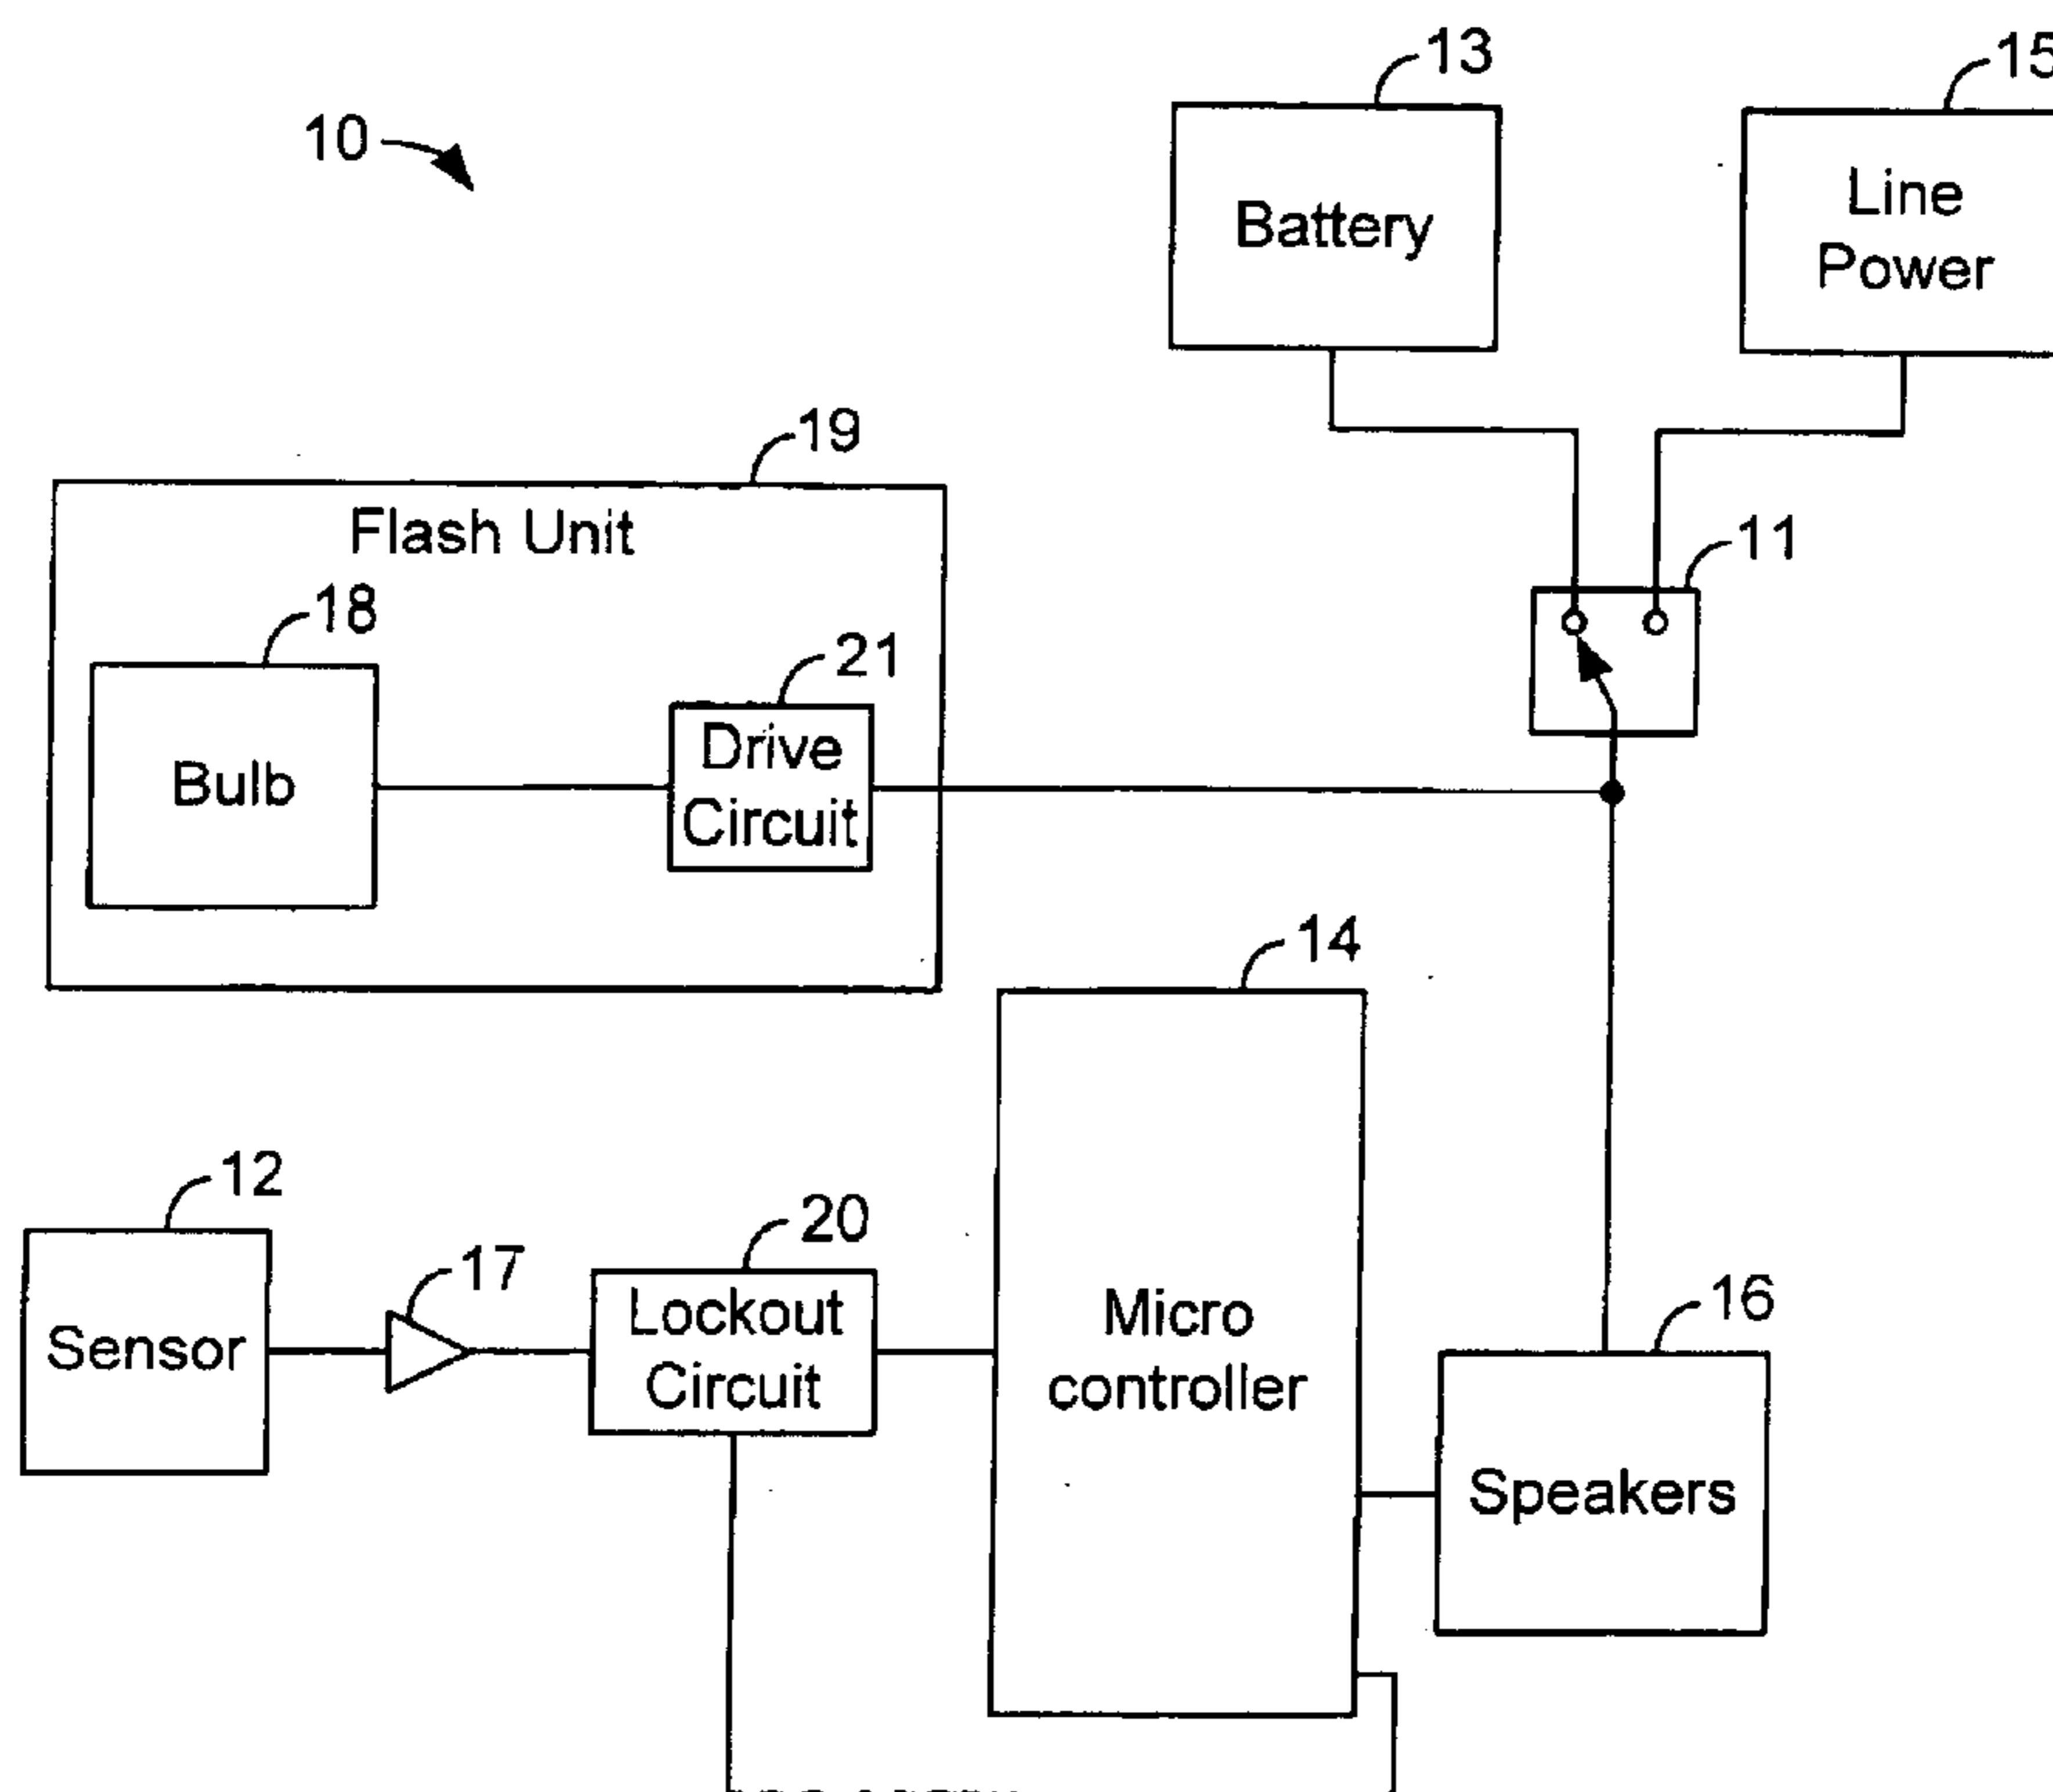 13
15
10
Battery
Line
Power
19
Flash Unit
11
18
21
Bulb
Drive
Circuit
14
12
20
17
16
Sensor
Lockout
Circuit
Micro
controller
Speakers